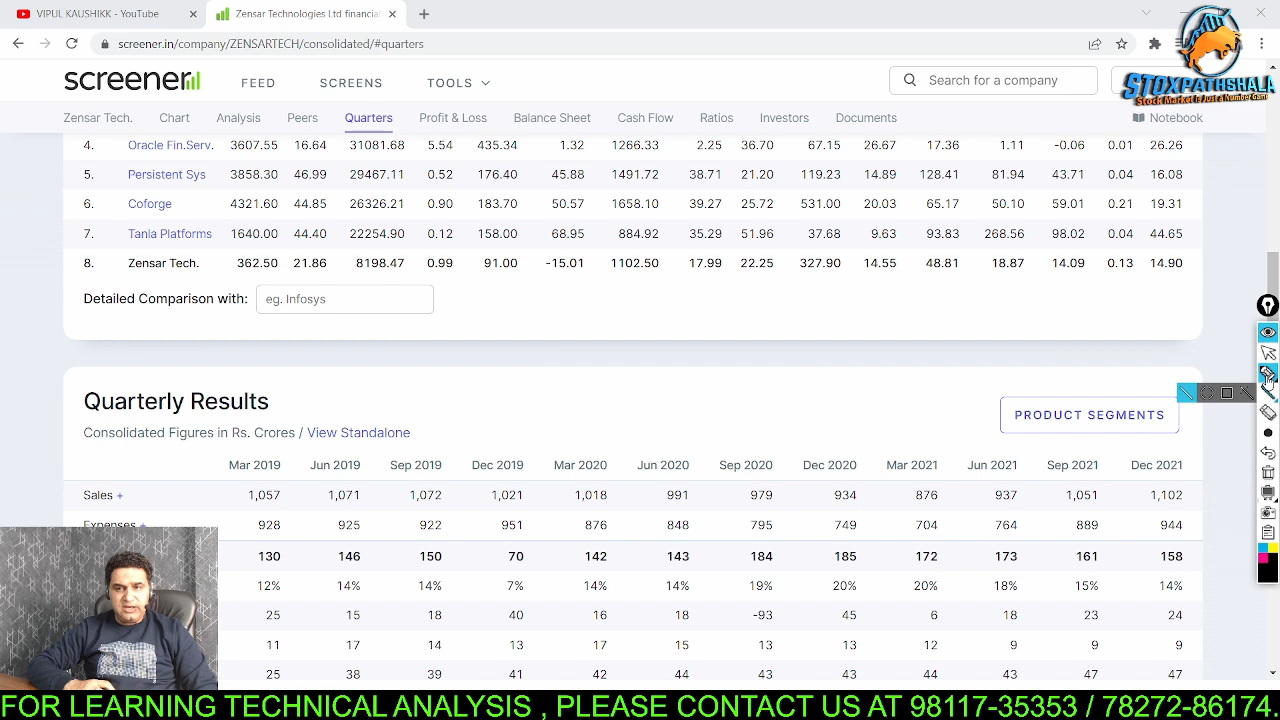 VIPUL KAUSHIKK - YouTube
Zensar Technologies Ltd financial
screener.in/company/ZENSARTECH/consolidated/#quarters
STOXPATHSHALA
Stock Market is Just a Number Game
screener
FEED SCREENS TOOLS
Search for a company
Zensar Tech. Chart Analysis Peers Quarters Profit & Loss Balance Sheet Cash Flow Ratios Investors Documents Notebook
4. Oracle Fin.Serv. 3607.55 16.64 31081.68 5.54 435.34 1.32 1266.33 2.25 36.70 67.15 26.67 17.36 1.11 -0.06 0.01 26.26
5. Persistent Sys 3858.30 46.99 29467.11 0.52 176.40 45.88 1491.72 38.71 21.20 119.23 14.89 128.41 81.94 43.71 0.04 16.08
6. Coforge 4321.60 44.85 26326.21 0.90 183.70 50.57 1658.10 39.27 25.72 531.00 20.03 65.17 50.10 59.01 0.21 19.31
7. Tanla Platforms 1640.00 44.40 22254.90 0.12 158.00 68.95 884.92 35.29 51.96 37.68 9.63 93.83 268.56 98.02 0.04 44.65
8. Zensar Tech. 362.50 21.86 8198.47 0.99 91.00 -15.01 1102.50 17.99 22.25 327.90 14.55 48.81 18.87 14.09 0.13 14.90
Detailed Comparison with: eg. Infosys
Quarterly Results
PRODUCT SEGMENTS
Consolidated Figures in Rs. Crores / View Standalone
Mar 2019 Jun 2019 Sep 2019 Dec 2019 Mar 2020 Jun 2020 Sep 2020 Dec 2020 Mar 2021 Jun 2021 Sep 2021 Dec 2021
Sales + 1,057 1,071 1,072 1,021 1,018 991 979 934 876 937 1,051 1,102
Expenses + 928 925 922 951 876 848 795 749 704 764 889 944
130 146 150 70 142 143 184 185 172 173 161 158
12% 14% 14% 7% 14% 14% 19% 20% 20% 18% 15% 14%
25 15 18 40 16 18 -93 45 6 18 23 24
11 17 14 13 17 15 13 13 12 9 9 9
25 38 39 41 42 44 43 45 44 43 47 47
FOR LEARNING TECHNICAL ANALYSIS , PLEASE CONTACT US AT 98117-35353 / 78272-86174.